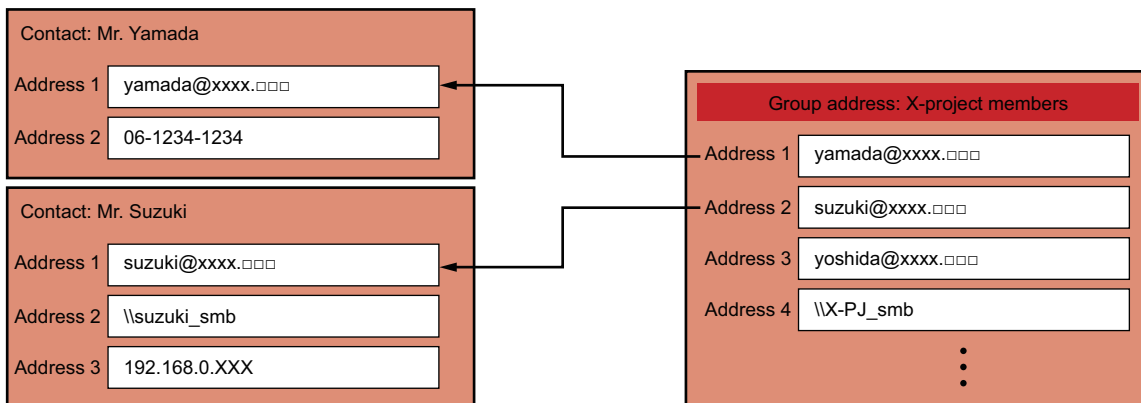 Contact: Mr. Yamada
Address 1 yamada@xxxx.□□□
Address 2 06-1234-1234
Contact: Mr. Suzuki
Address 1 suzuki@xxxx.□□□
Address 2 \\suzuki_smb
Address 3 192.168.0.XXX
Group address: X-project members
Address 1 yamada@xxxx.□□□
Address 2 suzuki@xxxx.□□□
Address 3 yoshida@xxxx.□□□
Address 4 \\X-PJ_smb